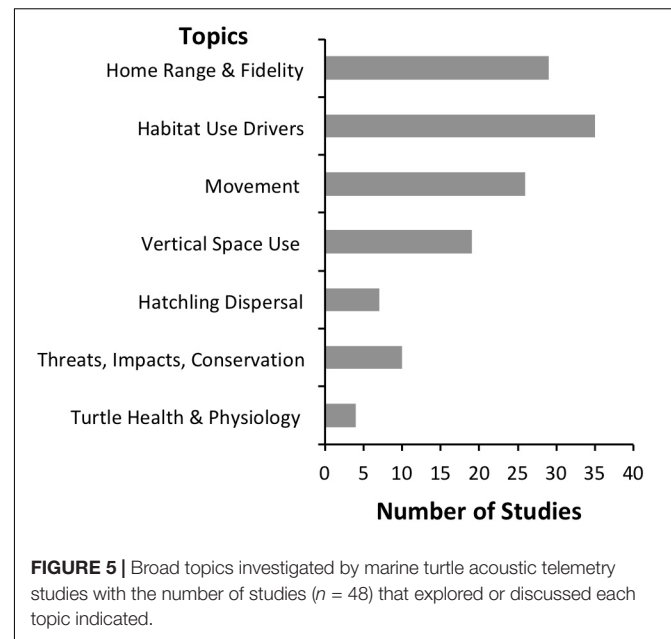 Topics
Home Range & Fidelity
Habitat Use Drivers
Movement
Vertical Space Use
Hatchling Dispersal
Threats, Impacts, Conservation
Turtle Health & Physiology
0 5 10 15 20 25 30 35 40
Number of Studies
FIGURE 5 | Broad topics investigated by marine turtle acoustic telemetry
studies with the number of studies (n = 48) that explored or discussed each
topic indicated.